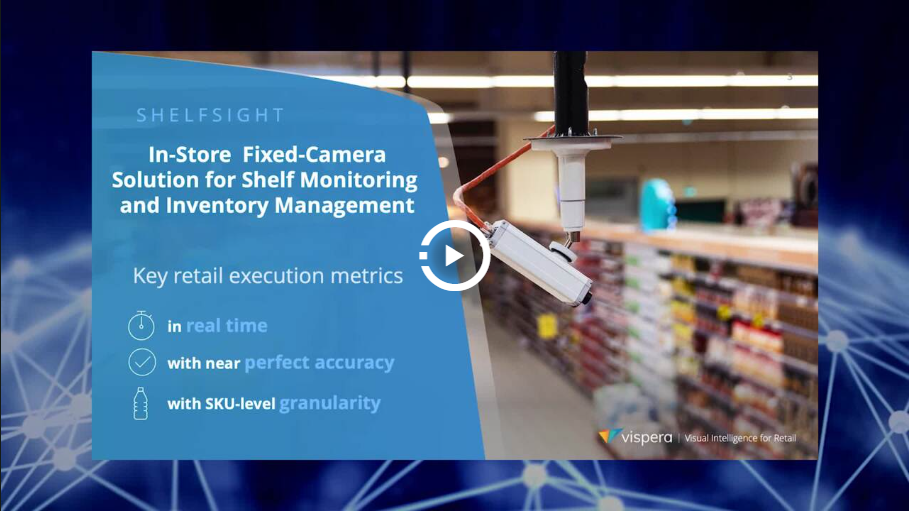 3
SHELFSIGHT
In-Store Fixed-Camera
Solution for Shelf Monitoring
and Inventory Management
Key retail execution metrics
in real time
with near perfect accuracy
with SKU-level granularity
vispera | Visual Intelligence for Retail